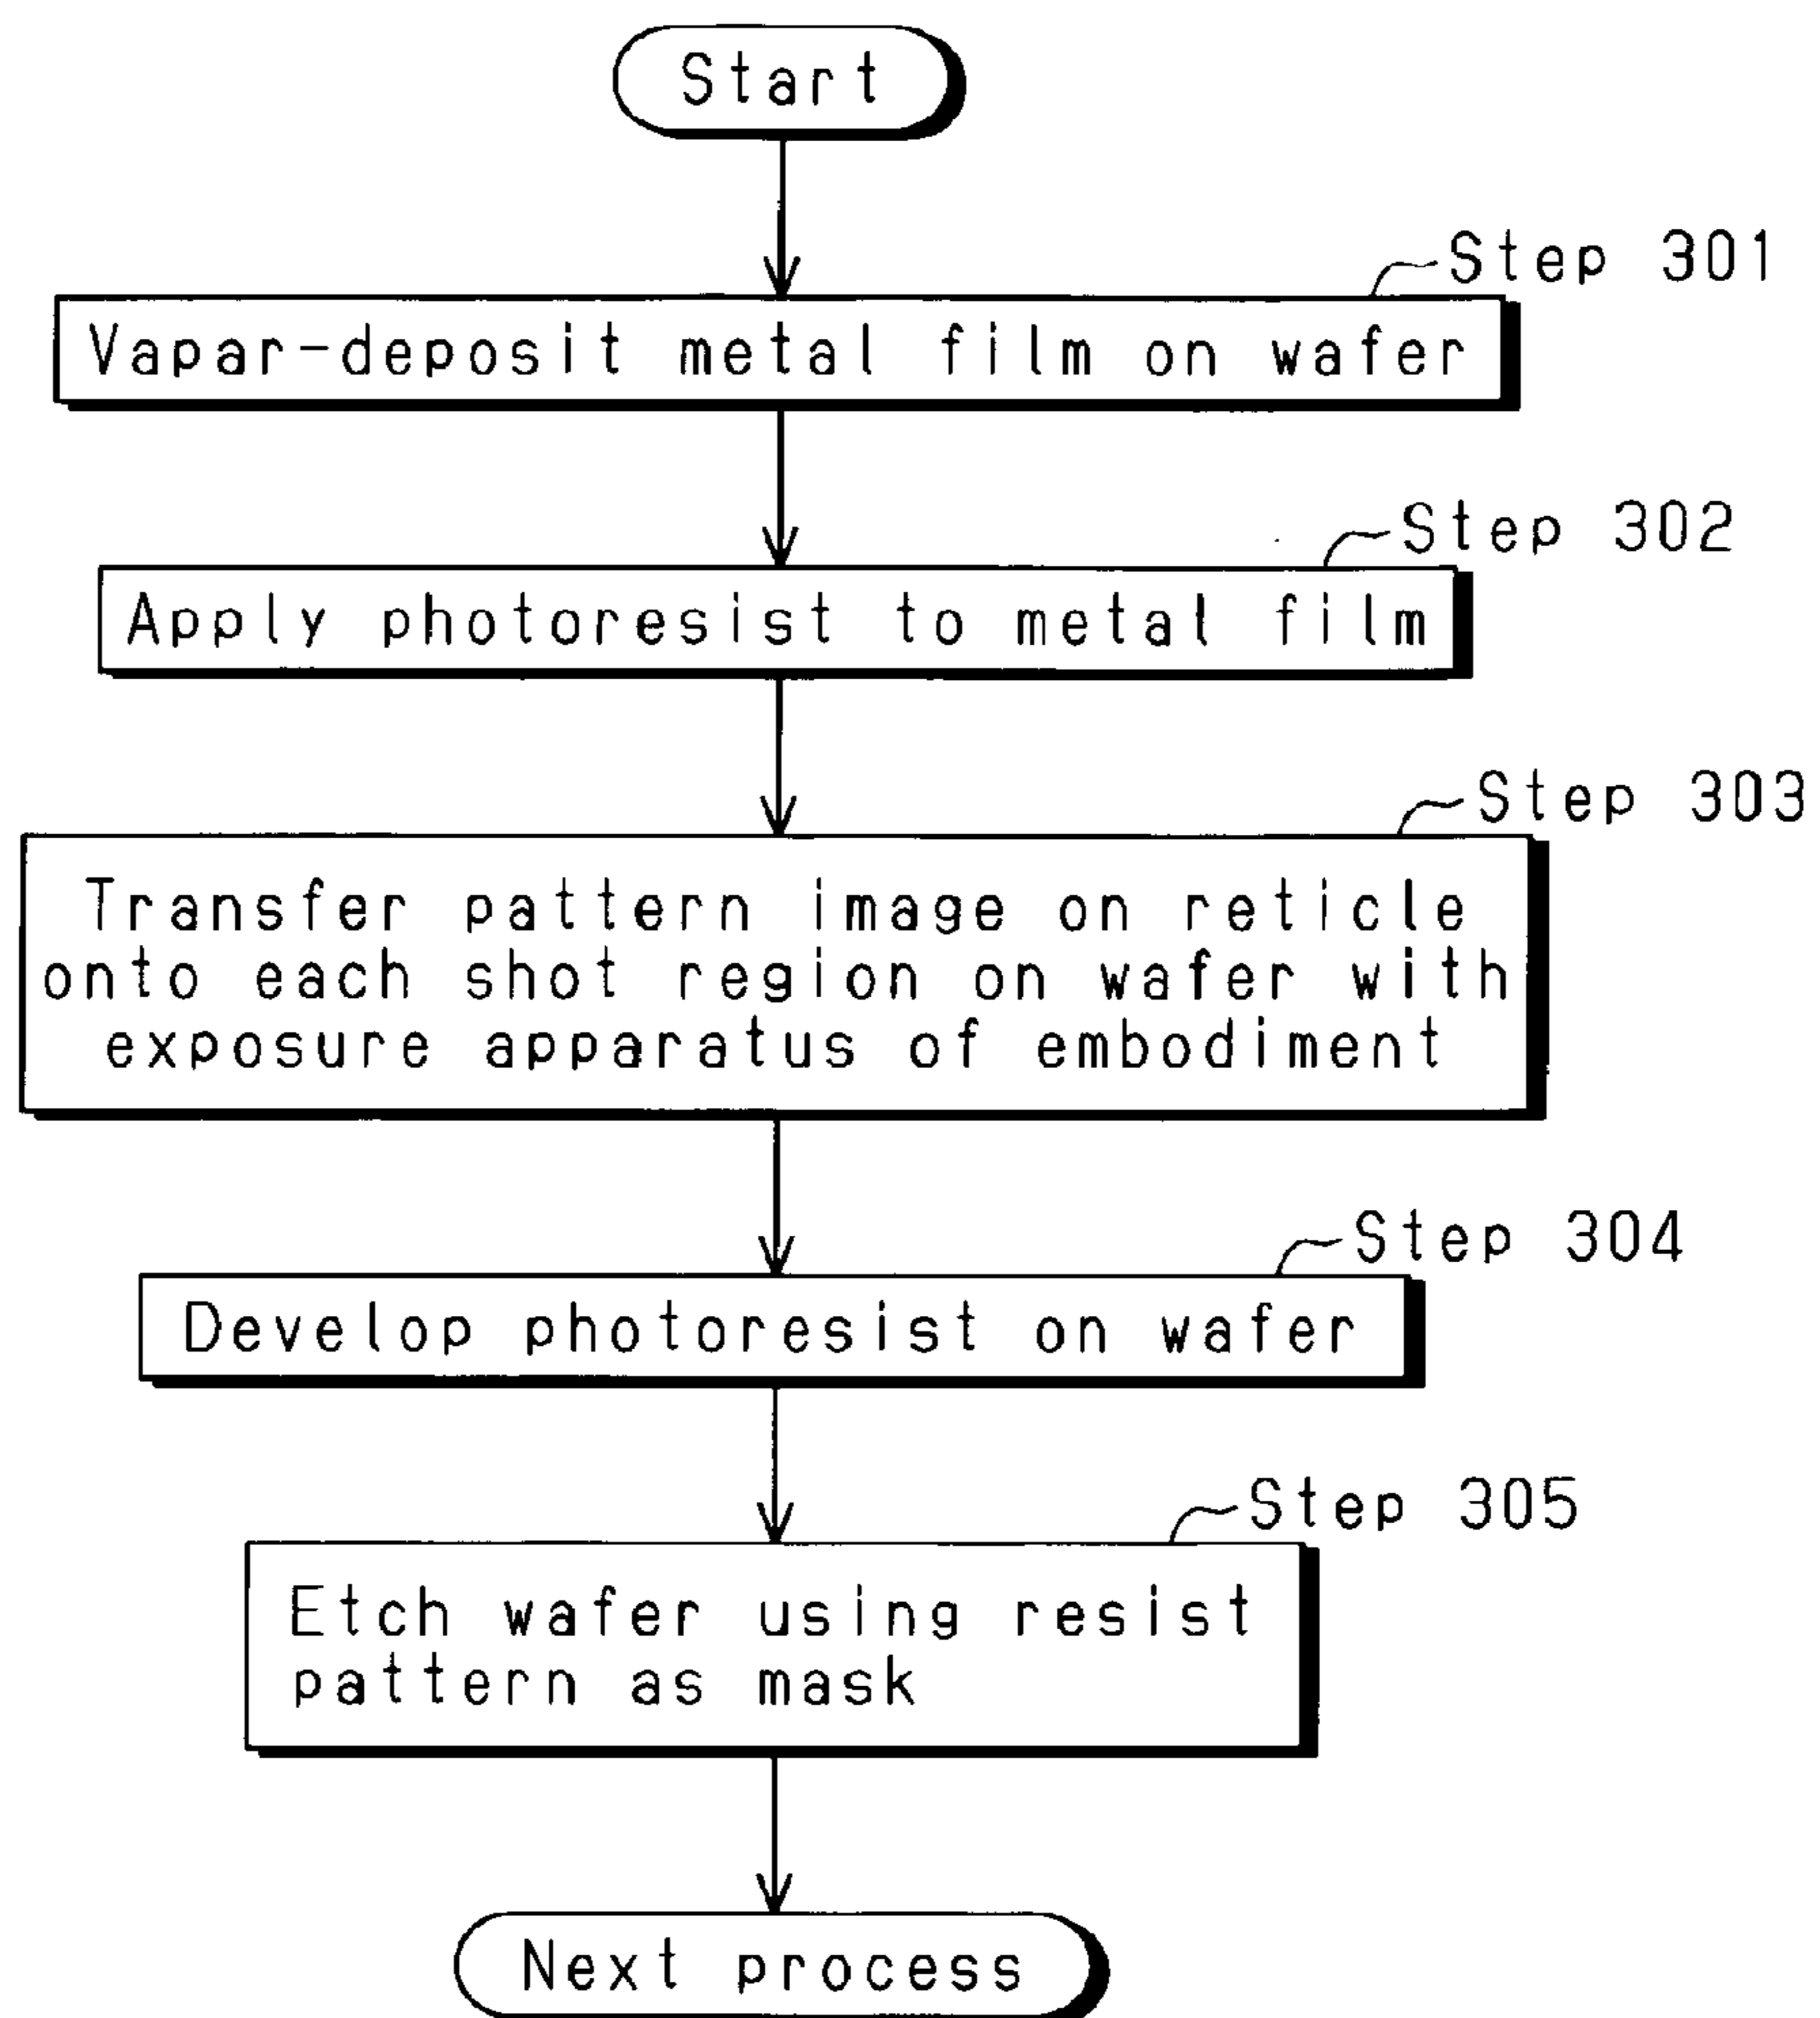 Start
Step 301
Vapar-deposit metal film on wafer
Step 302
Apply photoresist to metal film
Step 303
Transfer pattern image on reticle
onto each shot region on wafer with
exposure apparatus of embodiment
Step 304
Develop photoresist on wafer
Step 305
Etch wafer using resist
pattern as mask
Next process